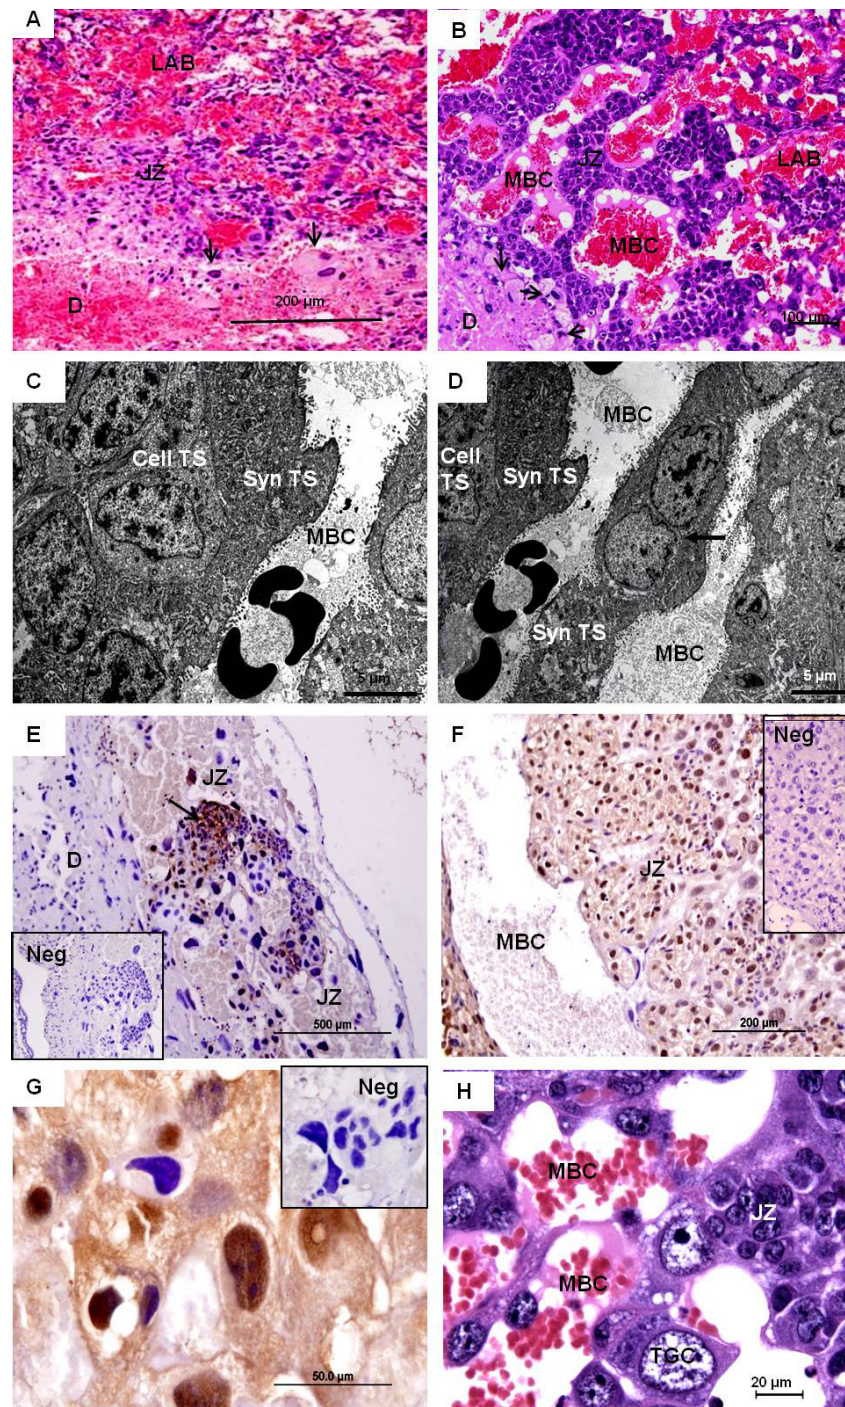 A
LAB
JZ
D
200 µm
B
LAB
JZ
MBC
MBC
D
100 µm
C
Cell TS
Syn TS
MBC
5 µm
D
MBC
Cell
TS
Syn TS
Syn TS
MBC
5 µm
E
JZ
D
Neg
JZ
500 µm
F
Neg
JZ
MBC
200 µm
G
Neg
50.0 µm
H
MBC
JZ
MBC
TGC
20 µm